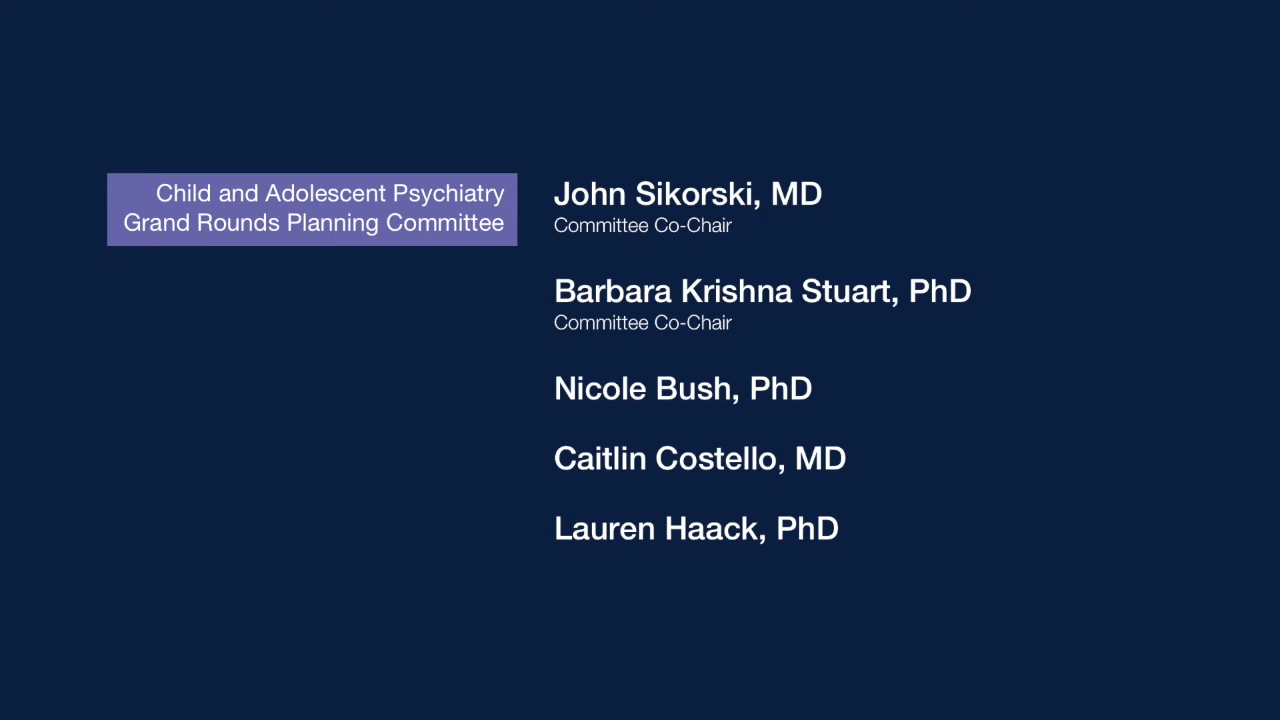 Child and Adolescent Psychiatry
Grand Rounds Planning Committee
John Sikorski, MD
Committee Co-Chair
Barbara Krishna Stuart, PhD
Committee Co-Chair
Nicole Bush, PhD
Caitlin Costello, MD
Lauren Haack, PhD